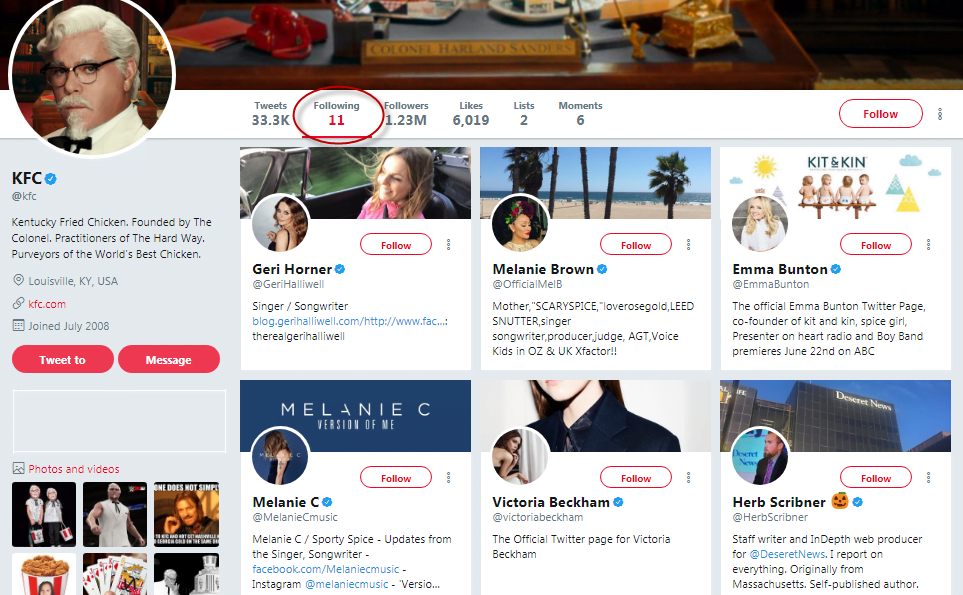 COLONEL HARLAND SANDERS
Tweets
33.3K
Following
11
Followers
1.23M
Likes
6,019
Lists
2
Moments
6
Follow
KFC
@kfc
Kentucky Fried Chicken. Founded by The
Colonel. Practitioners of The Hard Way.
Purveyors of the World's Best Chicken.
Louisville, KY, USA
kfc.com
Joined July 2008
Tweet to
Message
Photos and videos
ONE DOES NOT SIMPLY
Follow
Geri Horner
@GeriHalliwell
Singer / Songwriter
blog.gerihalliwell.com/http://www.fac...:
therealgerihalliwell
Follow
Melanie Brown
@OfficialMelB
Mother,"SCARYSPICE,"loverosegold,LEED
SNUTTER,singer
songwriter,producer,judge, AGT,Voice
Kids in OZ & UK Xfactor!!
KIT & KIN
Follow
Emma Bunton
@EmmaBunton
The official Emma Bunton Twitter Page,
co-founder of kit and kin, spice girl,
Presenter on heart radio and Boy Band
premieres June 22nd on ABC
MELANIE C
VERSION OF ME
MELANIE C
Follow
Melanie C
@MelanieCmusic
Melanie C / Sporty Spice - Updates from
the Singer, Songwriter -
facebook.com/Melaniecmusic -
Instagram @melaniecmusic - 'Versio...
Follow
Victoria Beckham
@victoriabeckham
The Official Twitter page for Victoria
Beckham
Deseret News
Deseret
News
Follow
Herb Scribner 🎃
@HerbScribner
Staff writer and InDepth web producer
for @DeseretNews. I report on
everything. Originally from
Massachusetts. Self-published author.